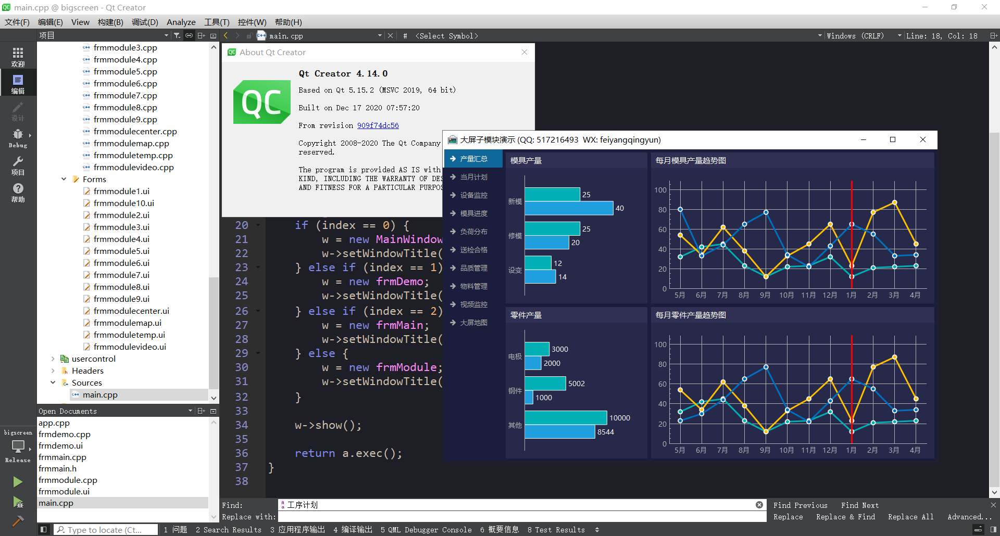 main.cpp @ bigscreen - Qt Creator
文件(F) 编辑(E) View 构建(B) 调试(D) Analyze 工具(T) 控件(W) 帮助(H)
项目
main.cpp
# <Select Symbol>
Windows (CRLF)
Line: 18, Col: 18
欢迎
编辑
设计
Debug
项目
帮助
bigscreen
Release
frmmodule3.cpp
frmmodule4.cpp
frmmodule5.cpp
frmmodule6.cpp
frmmodule7.cpp
frmmodule8.cpp
frmmodule9.cpp
frmmodulecenter.cpp
frmmodulemap.cpp
frmmoduletemp.cpp
frmmodulevideo.cpp
Forms
frmmodule1.ui
frmmodule10.ui
frmmodule2.ui
frmmodule3.ui
frmmodule4.ui
frmmodule5.ui
frmmodule6.ui
frmmodule7.ui
frmmodule8.ui
frmmodule9.ui
frmmodulecenter.ui
frmmodulemap.ui
frmmoduletemp.ui
frmmodulevideo.ui
usercontrol
Headers
Sources
main.cpp
Open Documents
app.cpp
frmdemo.cpp
frmdemo.ui
frmmain.cpp
frmmain.h
frmmodule.cpp
frmmodule.ui
main.cpp
About Qt Creator
QC
Qt Creator 4.14.0
Based on Qt 5.15.2 (MSVC 2019, 64 bit)
Built on Dec 17 2020 07:57:20
From revision 909f74dc56
Copyright 2008-2020 The Qt Company
reserved.
The program is provided AS IS with
KIND, INCLUDING THE WARRANTY OF DES
AND FITNESS FOR A PARTICULAR PURPOS
20 if (index == 0) {
21 w = new MainWindow
22 w->setWindowTitle(
23 } else if (index == 1)
24 w = new frmDemo;
25 w->setWindowTitle(
26 } else if (index == 2)
27 w = new frmMain;
28 w->setWindowTitle(
29 } else {
30 w = new frmModule;
31 w->setWindowTitle(
32 }
33
34 w->show();
35
36 return a.exec();
37 }
38
大屏子模块演示 (QQ: 517216493 WX: feiyangqingyun)
产量汇总
当月计划
设备监控
模具进度
负荷分布
送检合格
品质管理
物料管理
视频监控
大屏地图
模具产量
新模 25 40
修模 25 20
设变 12 14
每月模具产量趋势图
100
80
60
40
20
0
5月 6月 7月 8月 9月 10月 11月 12月 1月 2月 3月 4月
零件产量
电极 3000 2000
钢件 5002 1000
其他 10000 8544
每月零件产量趋势图
100
80
60
40
20
0
5月 6月 7月 8月 9月 10月 11月 12月 1月 2月 3月 4月
Find: 工序计划
Find Previous Find Next
Replace with:
Replace Replace & Find Replace All Advanced...
Type to locate (Ct...
1 问题 2 Search Results 3 应用程序输出 4 编译输出 5 QML Debugger Console 6 概要信息 8 Test Results